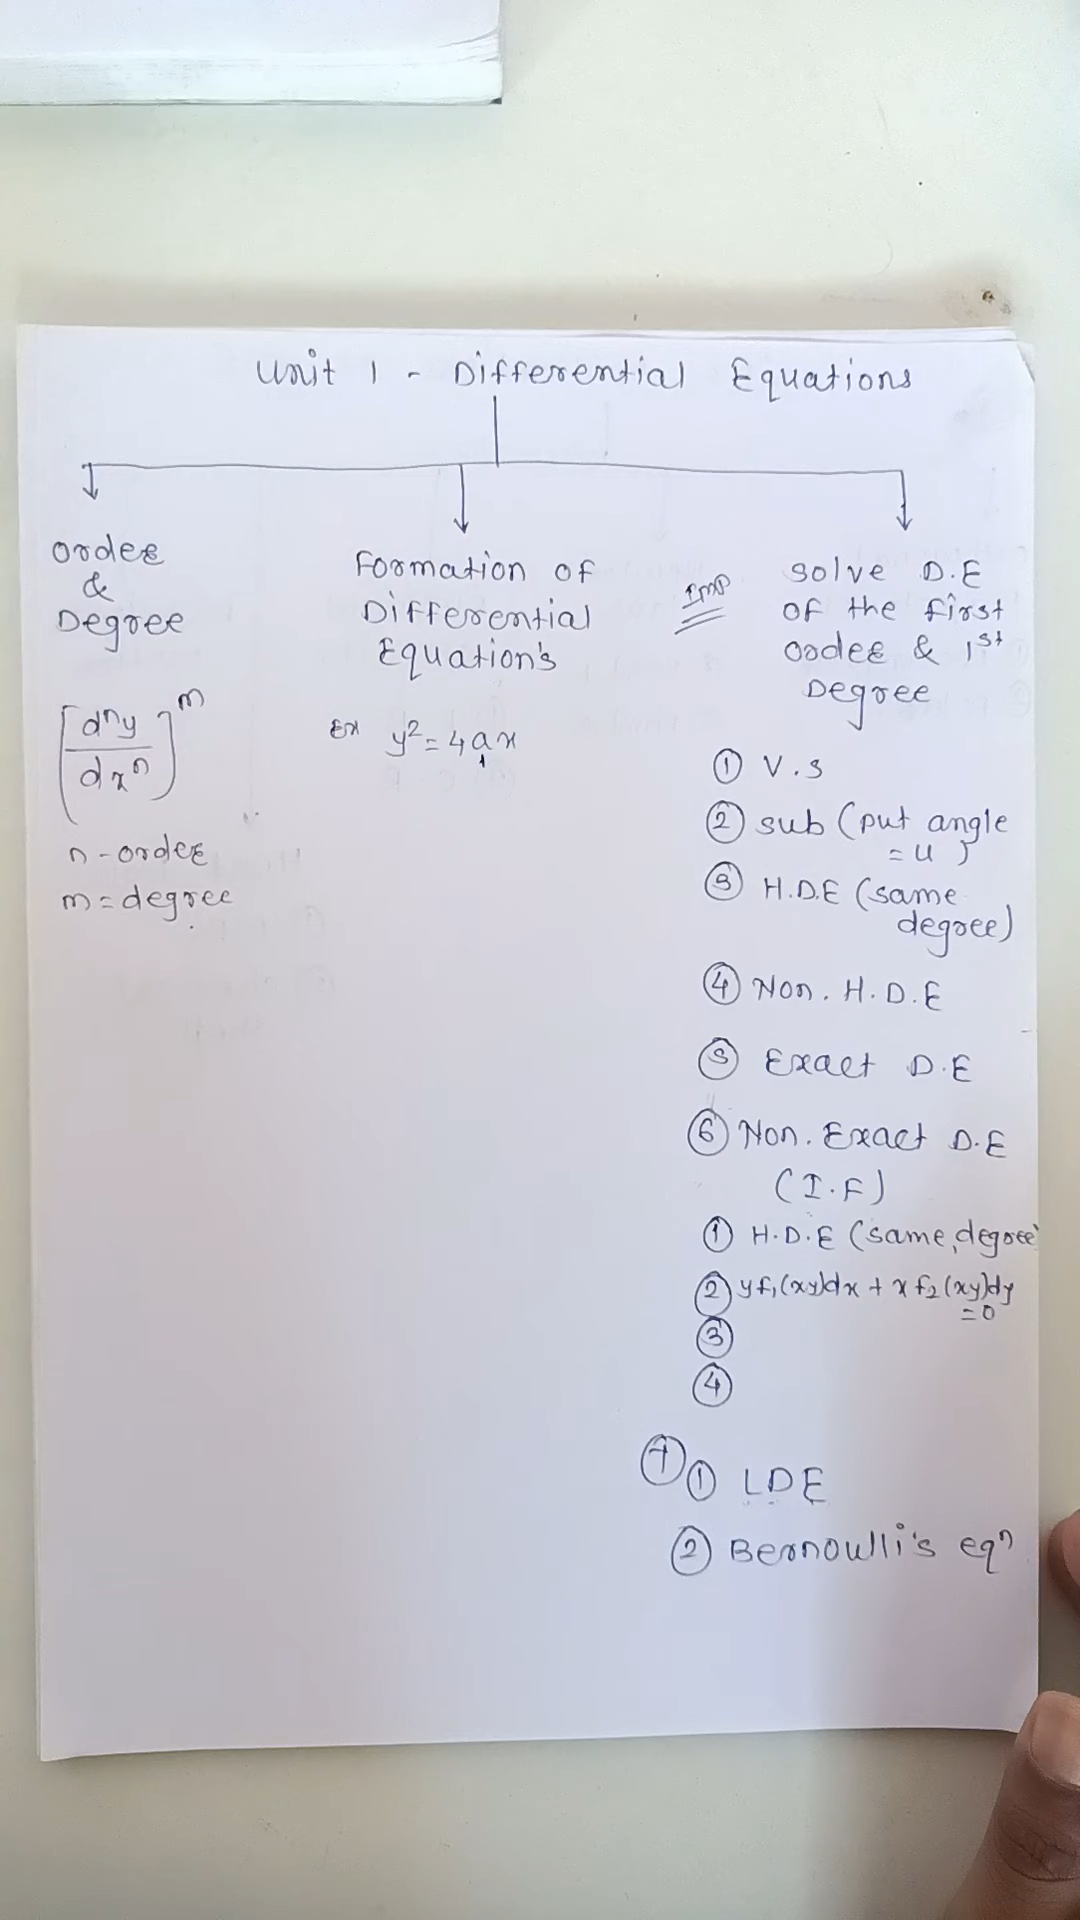 Unit 1 - Differential Equations
Order
&
Degree
[dⁿy/dxⁿ]ᵐ
n - order
m = degree
Formation of
Differential
Equation's
Ex y² = 4ax
1
Imp
Solve D.E
of the first
order & 1st
Degree
① V.S
② sub (put angle
= u)
③ H.D.E (same
degree)
④ Non. H.D.E
⑤ Exact D.E
⑥ Non. Exact D.E
(I.F)
① H.D.E (same, degree)
② y f₁(xy)dx + x f₂(xy)dy
= 0
③
④
⑦ ① LDE
② Bernoulli's eqⁿ